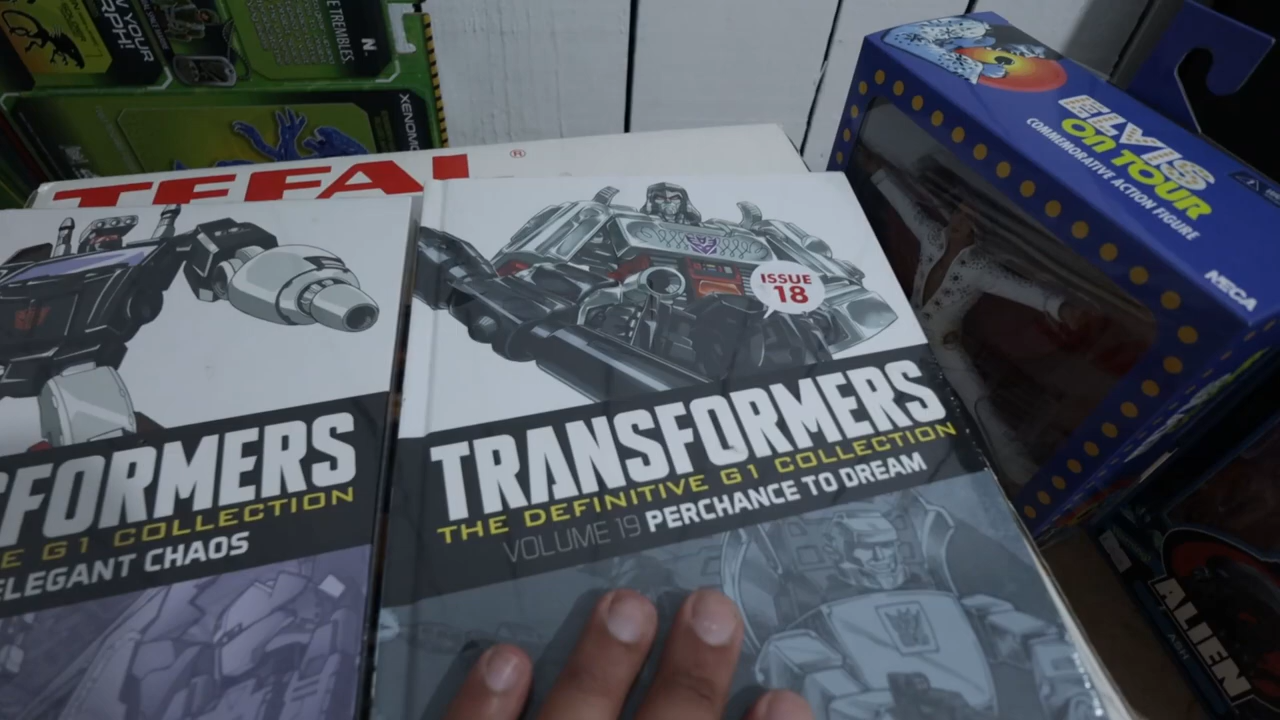 N YOUR
RPH!
E TREMBLES.
N.
XENOM
TEFAL®
ISSUE
18
TRANSFORMERS
THE DEFINITIVE G1 COLLECTION
VOLUME 19 PERCHANCE TO DREAM
SFORMERS
E G1 COLLECTION
ELEGANT CHAOS
ELVIS
ON TOUR
COMMEMORATIVE ACTION FIGURE
NECA
ALIEN